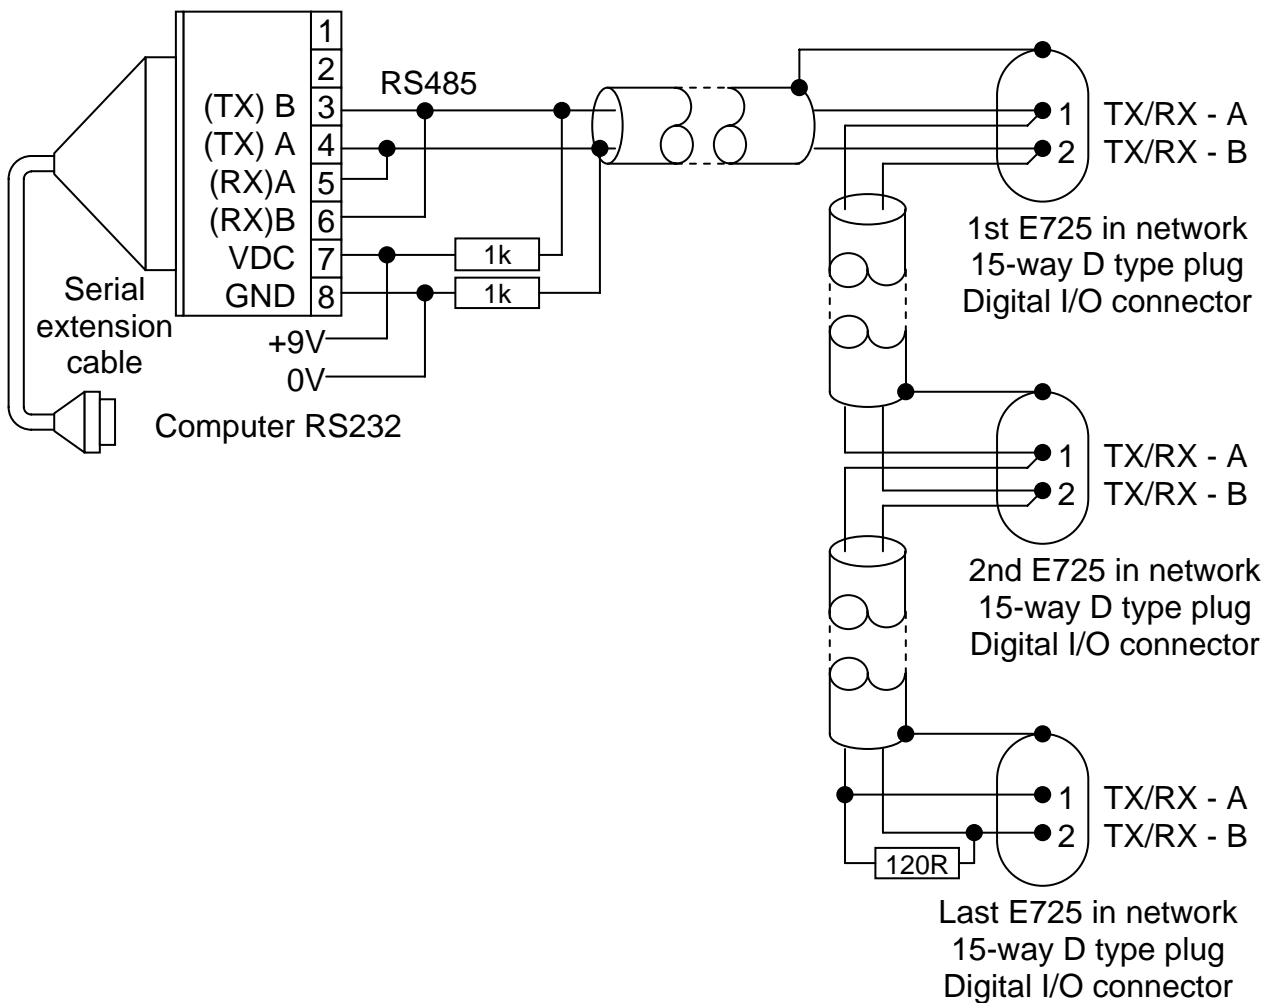 1
2
RS485
(TX) B 3
(TX) A 4
(RX)A 5
(RX)B 6
VDC 7
GND 8
1k
1k
+9V
0V
Serial
extension
cable
Computer RS232
1 TX/RX - A
2 TX/RX - B
1st E725 in network
15-way D type plug
Digital I/O connector
1 TX/RX - A
2 TX/RX - B
2nd E725 in network
15-way D type plug
Digital I/O connector
1 TX/RX - A
2 TX/RX - B
120R
Last E725 in network
15-way D type plug
Digital I/O connector